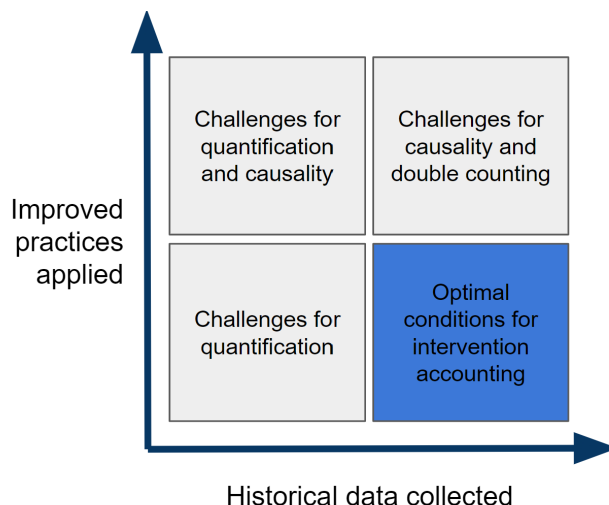 Challenges for
quantification
and causality
Challenges for
causality and
double counting
Improved
practices
applied
Challenges for
quantification
Optimal
conditions for
intervention
accounting
Historical data collected